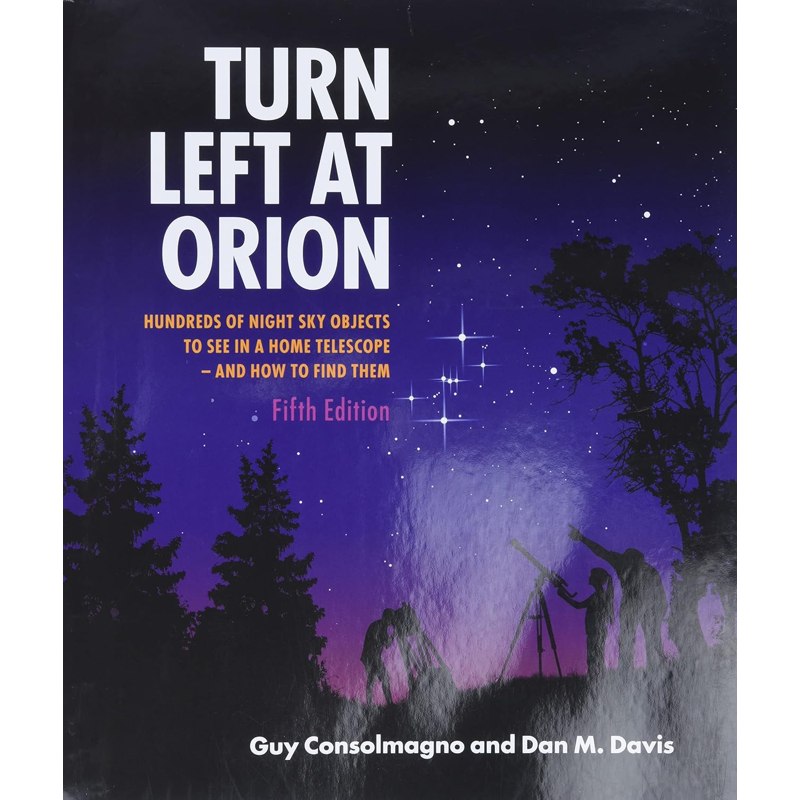 TURN
LEFT AT
ORION
HUNDREDS OF NIGHT SKY OBJECTS
TO SEE IN A HOME TELESCOPE
– AND HOW TO FIND THEM
Fifth Edition
Guy Consolmagno and Dan M. Davis